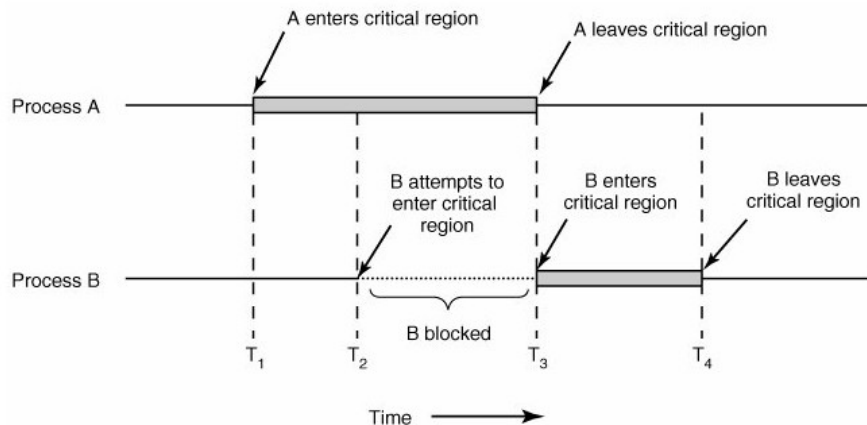 A enters critical region
A leaves critical region
Process A
B attempts to
enter critical
region
B enters
critical region
B leaves
critical region
Process B
B blocked
T₁
T₂
T₃
T₄
Time